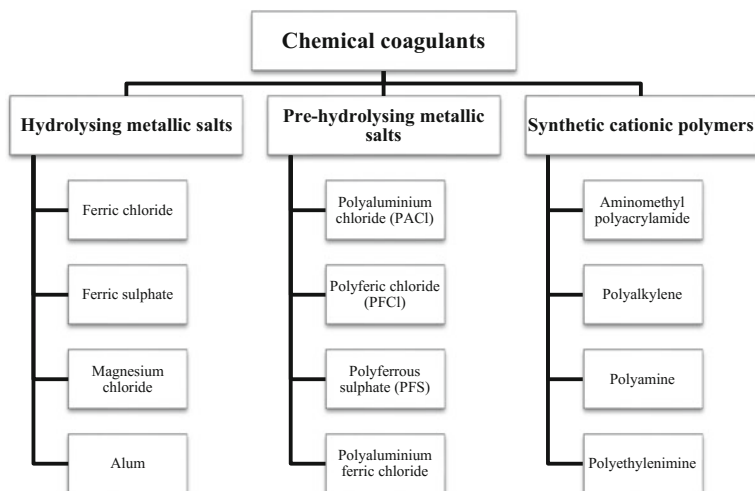 Chemical coagulants
Hydrolysing metallic salts
Pre-hydrolysing metallic
salts
Synthetic cationic polymers
Ferric chloride
Ferric sulphate
Magnesium
chloride
Alum
Polyaluminium
chloride (PACl)
Polyferic chloride
(PFCl)
Polyferrous
sulphate (PFS)
Polyaluminium
ferric chloride
Aminomethyl
polyacrylamide
Polyalkylene
Polyamine
Polyethylenimine